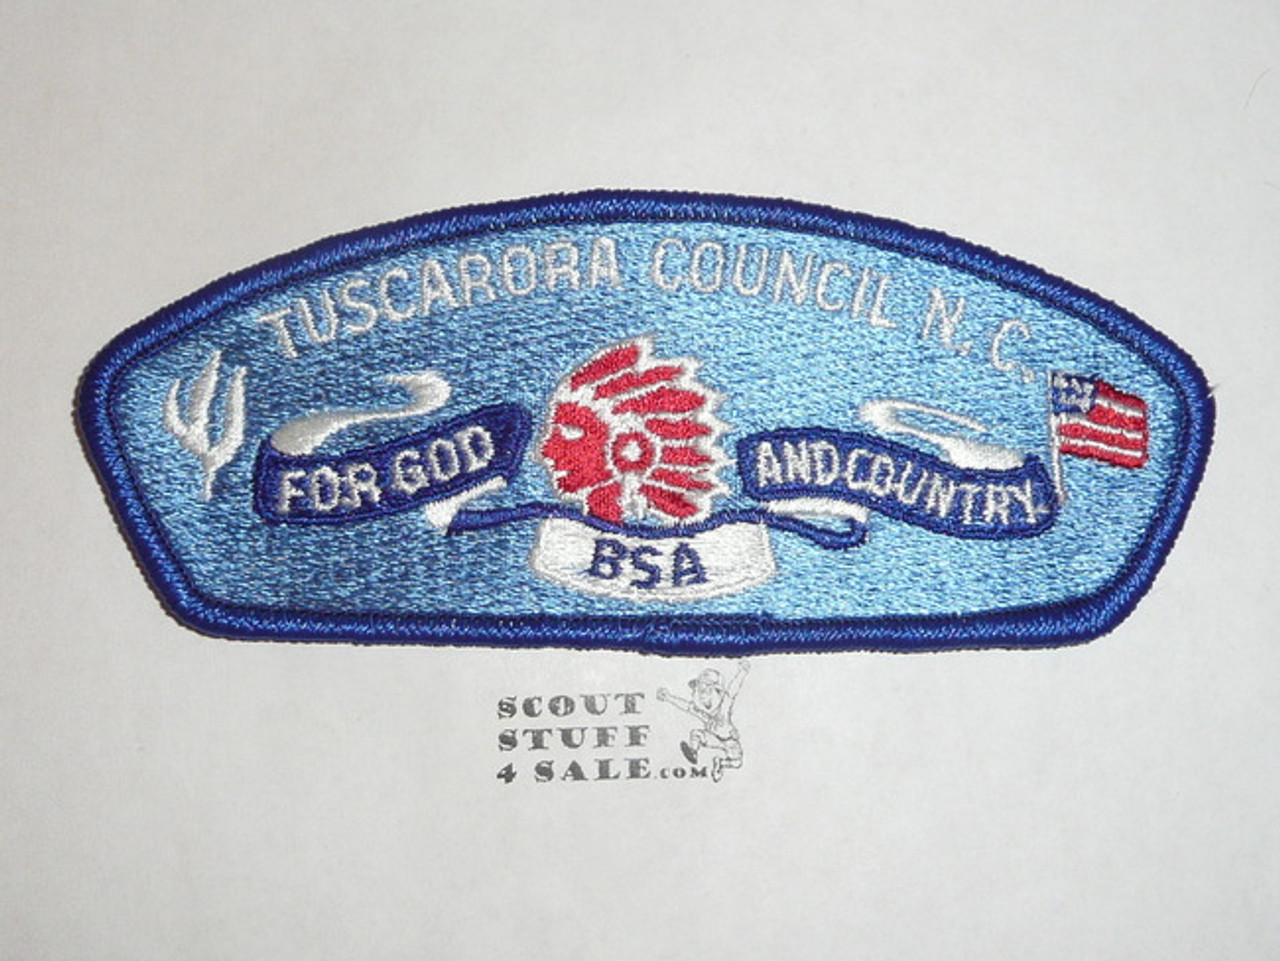 TUSCARORA COUNCIL N.C.
FOR GOD AND COUNTRY
BSA
SCOUT
STUFF
4 SALE.COM